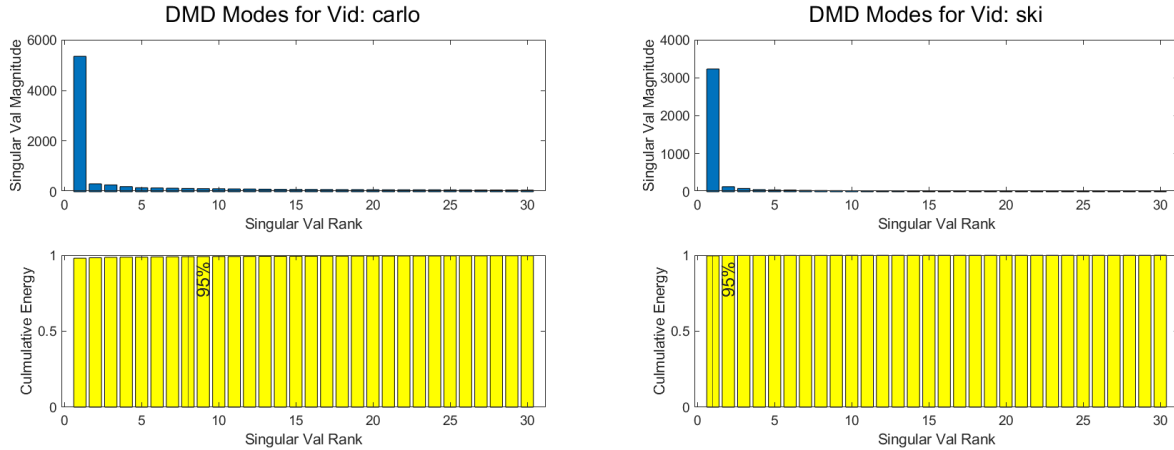 DMD Modes for Vid: carlo
6000
4000
2000
0
Singular Val Magnitude
0 5 10 15 20 25 30
Singular Val Rank
1
0.5
0
Culmulative Energy
95%
0 5 10 15 20 25 30
Singular Val Rank
DMD Modes for Vid: ski
4000
3000
2000
1000
0
Singular Val Magnitude
0 5 10 15 20 25 30
Singular Val Rank
1
0.5
0
Culmulative Energy
95%
0 5 10 15 20 25 30
Singular Val Rank